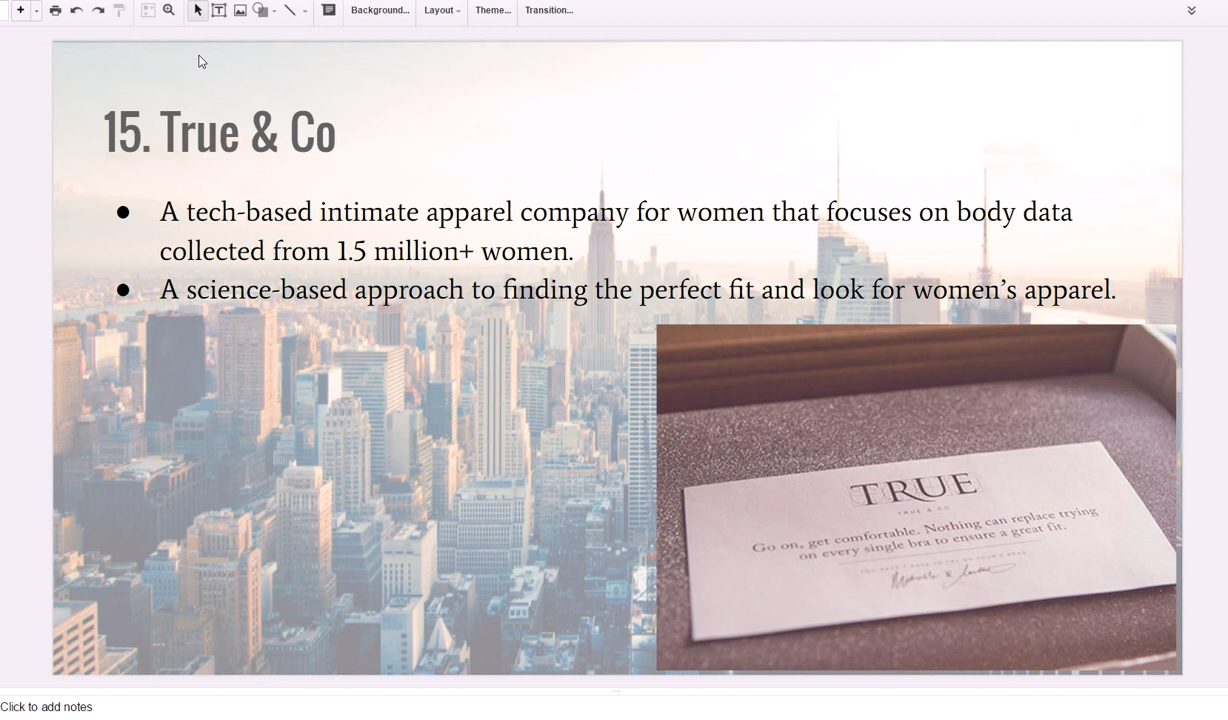 Background...
Layout
Theme...
Transition...
15. True & Co
● A tech-based intimate apparel company for women that focuses on body data
collected from 1.5 million+ women.
● A science-based approach to finding the perfect fit and look for women’s apparel.
TRUE
TRUE & CO
Go on, get comfortable. Nothing can replace trying
on every single bra to ensure a great fit.
Click to add notes